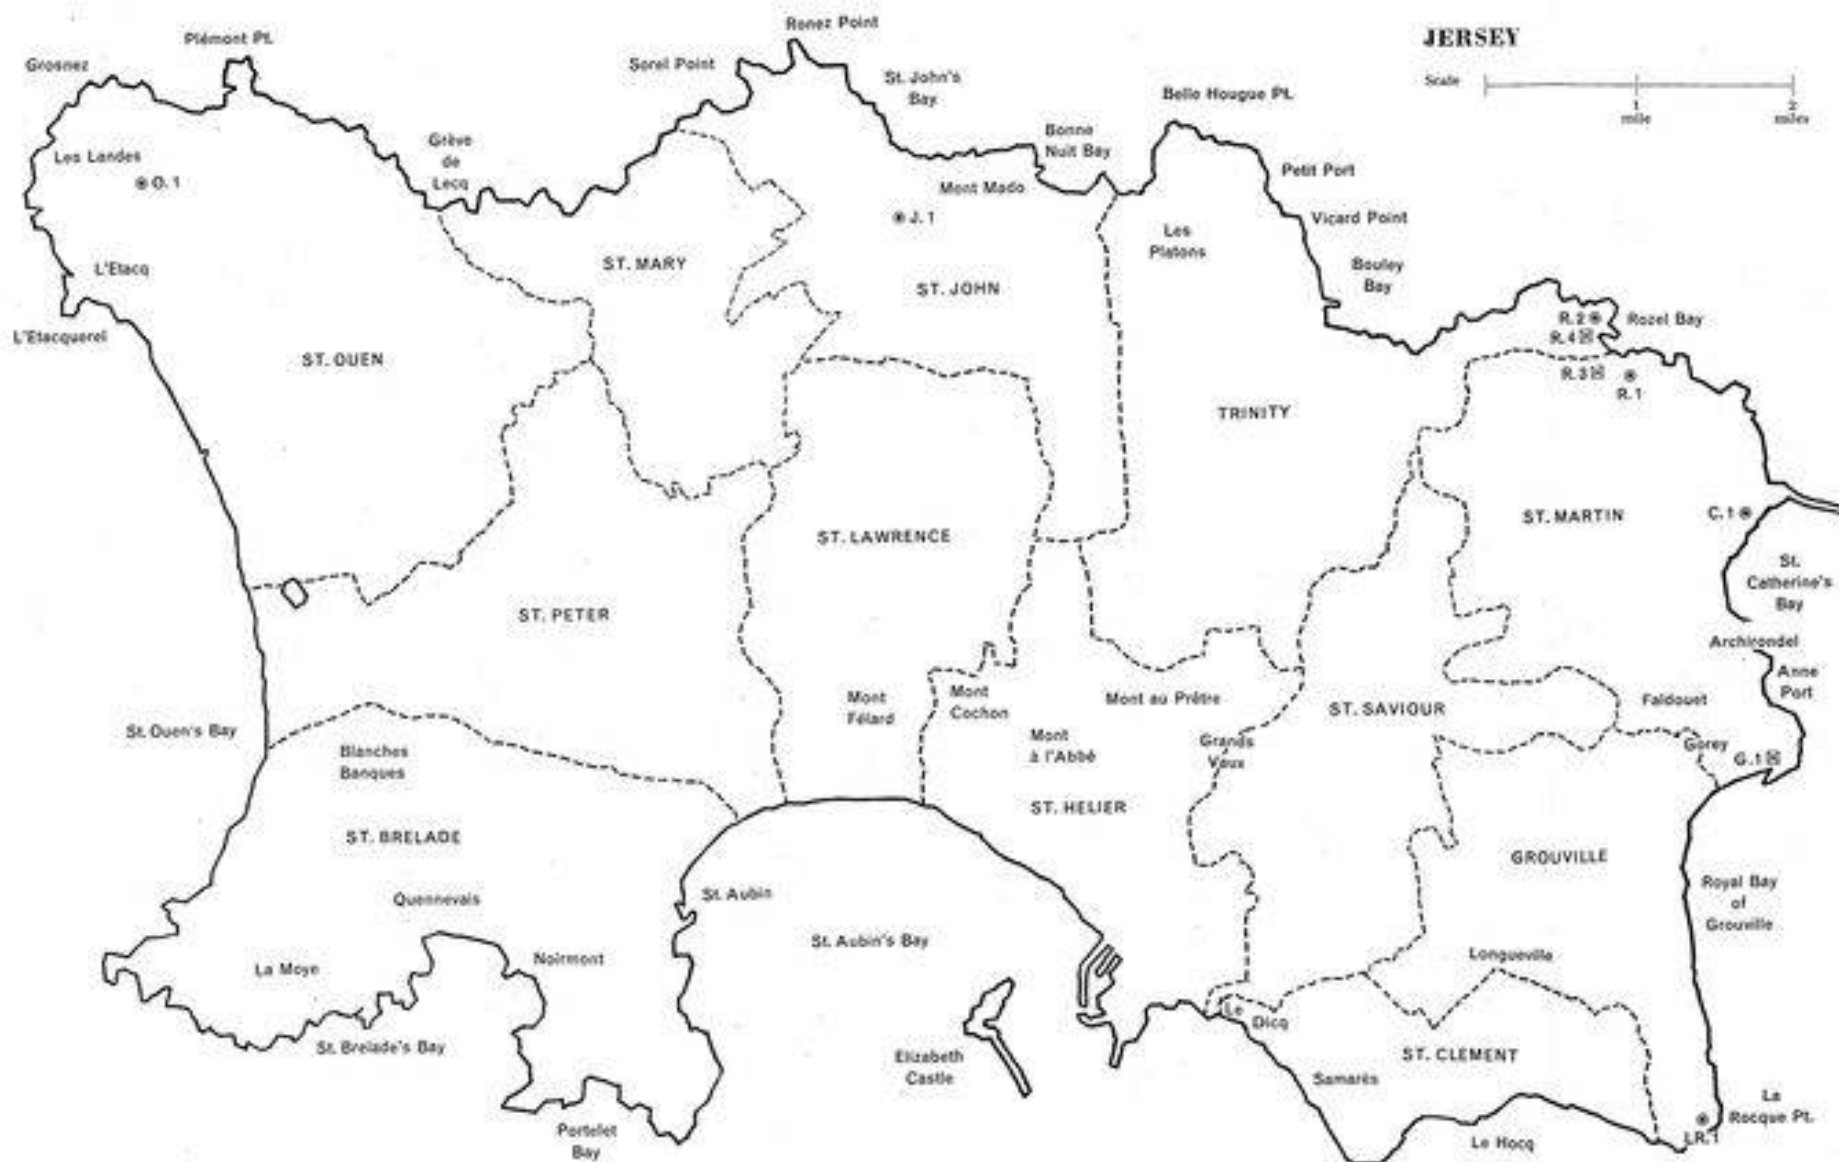 JERSEY
Scale
1
mile
2
miles
Ronez Point
Plémont Pt.
Grosnez
Sorel Point
St. John's
Bay
Belle Hougue Pt.
Grève
de
Lecq
Bonne
Nuit Bay
Les Landes
O.1
Mont Mado
Petit Port
J.1
Vicard Point
Les
Platons
L'Etacq
ST. MARY
ST. JOHN
Bouley
Bay
L'Etacquerel
R.2
Rozel Bay
R.4
ST. OUEN
R.3
R.1
TRINITY
ST. LAWRENCE
ST. MARTIN
C.1
St.
Catherine's
Bay
ST. PETER
Archirondel
Anne
Port
Mont
Félard
Mont
Cochon
Mont au Prêtre
ST. SAVIOUR
Faldouet
St. Ouen's Bay
Blanches
Banques
Mont
à l'Abbé
Grands
Vaux
Gorey
G.1
ST. HELIER
ST. BRELADE
GROUVILLE
Quennevais
St. Aubin
Royal Bay
of
Grouville
St. Aubin's Bay
La Moye
Noirmont
Longueville
Le
Dicq
St. Brelade's Bay
Elizabeth
Castle
ST. CLEMENT
Samarès
La
Rocque Pt.
LR.1
Portelet
Bay
Le Hocq